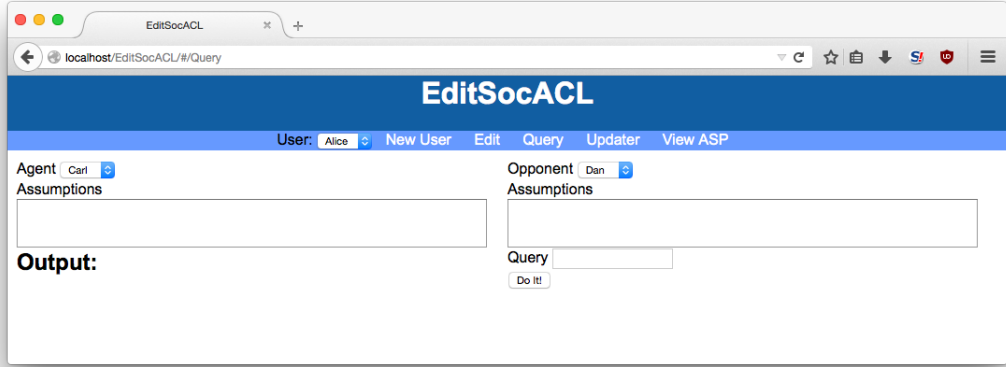 EditSocACL
localhost/EditSocACL/#/Query
EditSocACL
User: Alice New User Edit Query Updater View ASP
Agent Carl Opponent Dan
Assumptions Assumptions
Output: Query
Do It!